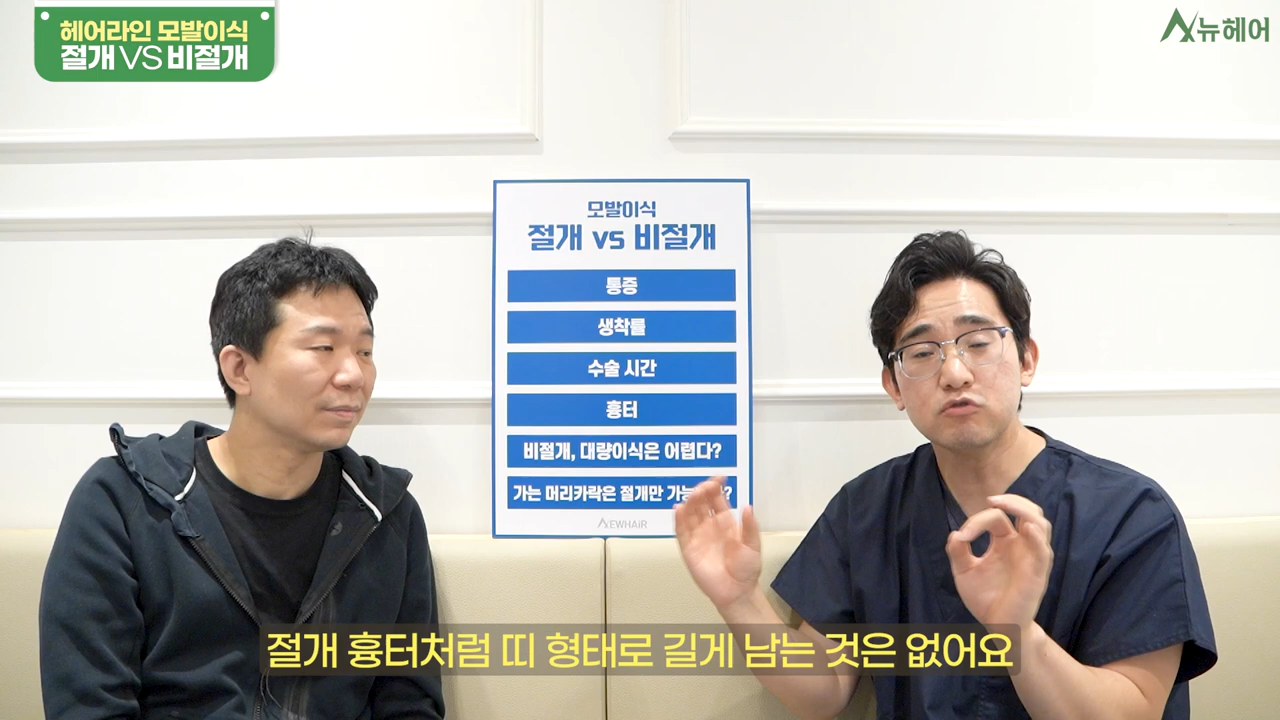 헤어라인 모발이식
절개 VS 비절개
뉴헤어
모발이식
절개 vs 비절개
통증
생착률
수술 시간
흉터
비절개, 대량이식은 어렵다?
가는 머리카락은 절개만 가능
NEWHAiR
절개 흉터처럼 띠 형태로 길게 남는 것은 없어요